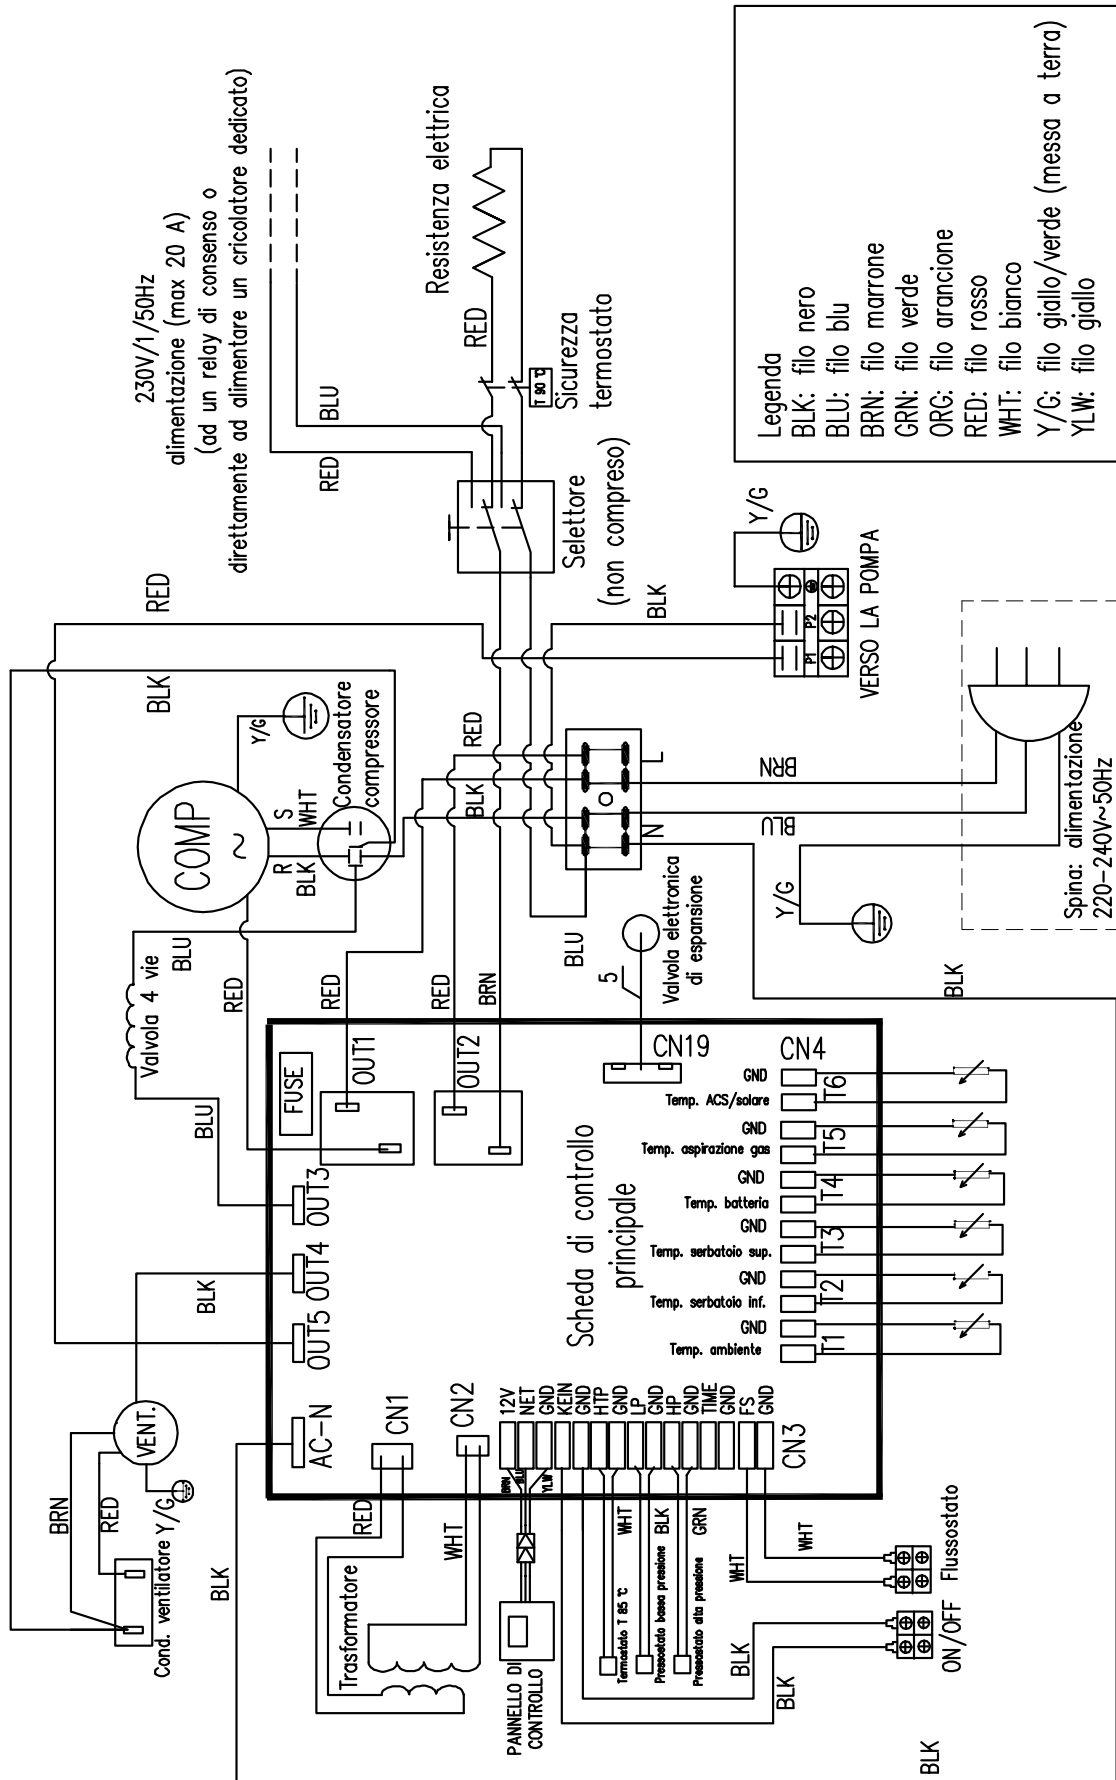 230V/1/50Hz
alimentazione (max 20 A)
(ad un relay di consenso o
direttamente ad alimentare un cricolatore dedicato)
RED
BLU
Resistenza elettrica
RED
T 90 ℃
Sicurezza
termostato
Selettore
(non compreso)
Legenda
BLK: filo nero
BLU: filo blu
BRN: filo marrone
GRN: filo verde
ORG: filo arancione
RED: filo rosso
WHT: filo bianco
Y/G: filo giallo/verde (messa a terra)
YLW: filo giallo
RED
BLK
COMP
~
Y/G
S
WHT
R
BLK
Condensatore
compressore
RED
BLK
BLK
Y/G
P1
P2
VERSO LA POMPA
L
N
BRN
BLU
Y/G
Spina: alimentazione
220-240V~50Hz
BLU
Valvola 4 vie
BLU
RED
RED
RED
BRN
BLU
5
Valvola elettronica
di espansione
BLK
FUSE
OUT1
OUT2
OUT3
OUT4
OUT5
AC-N
CN19
CN4
GND
Temp. ACS/solare
T6
GND
Temp. aspirazione gas
T5
GND
Temp. batteria
T4
GND
Temp. serbatoio sup.
T3
GND
Temp. serbatoio inf.
T2
GND
Temp. ambiente
T1
Scheda di controllo
principale
BLK
VENT.
BRN
RED
Y/G
Cond. ventilatore
BLK
CN1
CN2
RED
WHT
Trasformatore
12V
NET
GND
KEIN
GND
HTP
GND
LP
GND
HP
GND
TIME
GND
FS
GND
CN3
BRN
BLU
YLW
PANNELLO DI
CONTROLLO
WHT
Termostato T 85 ℃
BLK
Pressostato bassa pressione
GRN
Pressostato alta pressione
WHT
WHT
BLK
BLK
Flussostato
ON/OFF
BLK